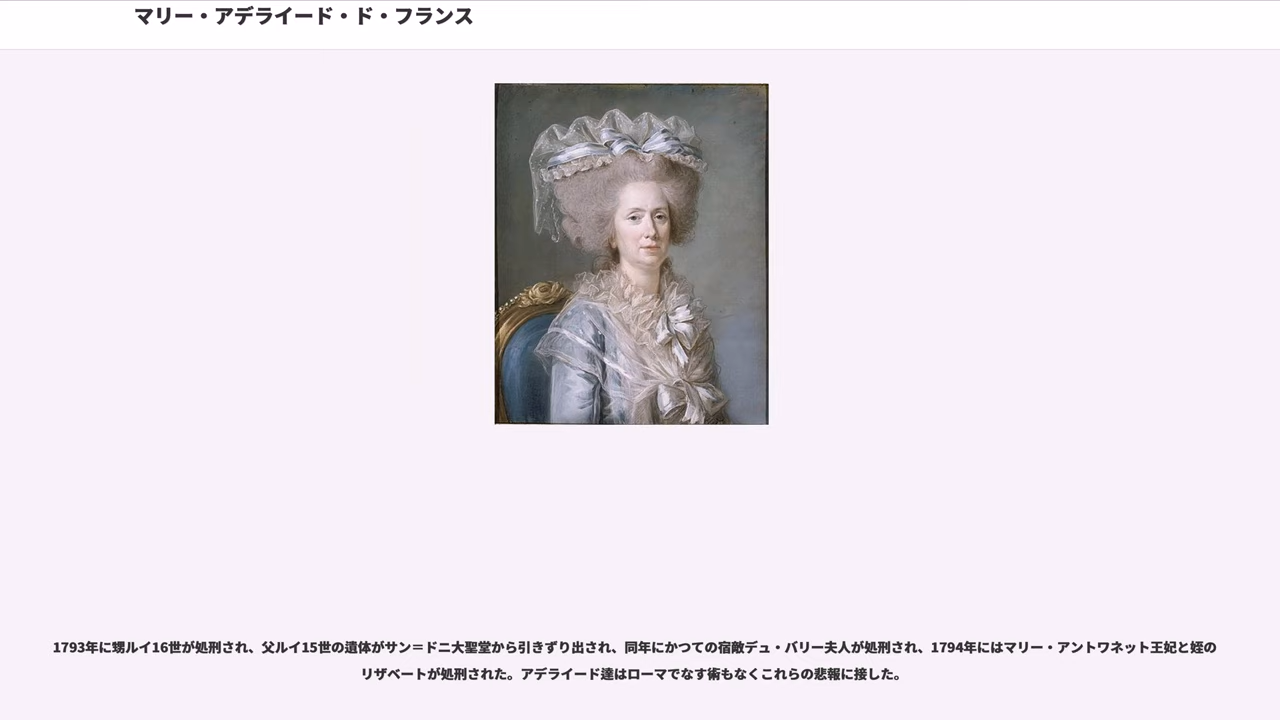 マリー・アデライード・ド・フランス
1793年に甥ルイ16世が処刑され、父ルイ15世の遺体がサン＝ドニ大聖堂から引きずり出され、同年にかつての宿敵デュ・バリー夫人が処刑され、1794年にはマリー・アントワネット王妃と姪の
リザベートが処刑された。アデライード達はローマでなす術もなくこれらの悲報に接した。